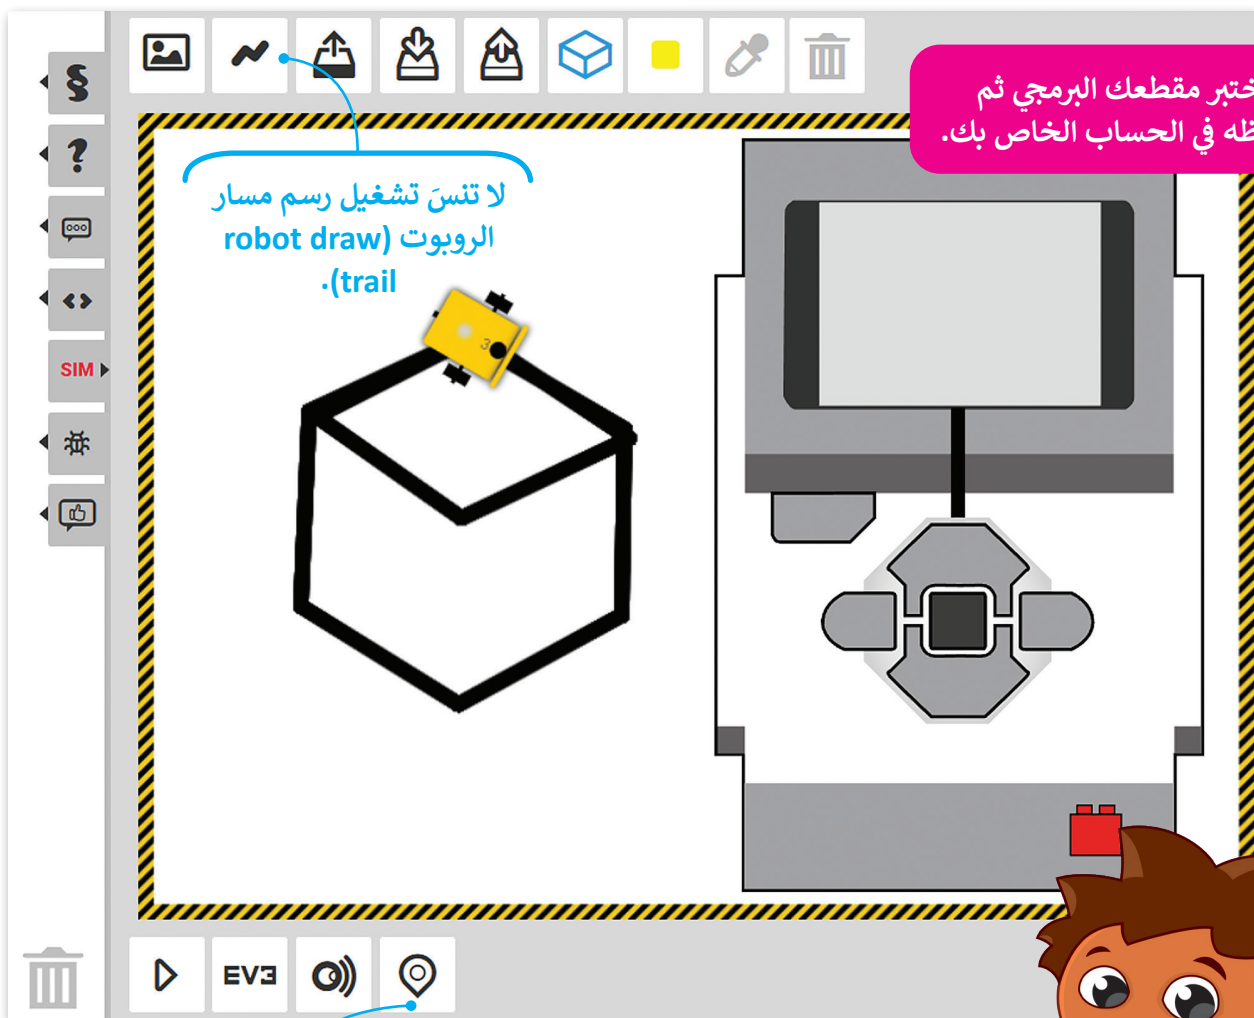 ختبر مقطعك البرمجي ثم
ظه في الحساب الخاص بك.
§
?
لا تنسَ تشغيل رسم مسار
الروبوت (robot draw
trail).
SIM
3
EV3